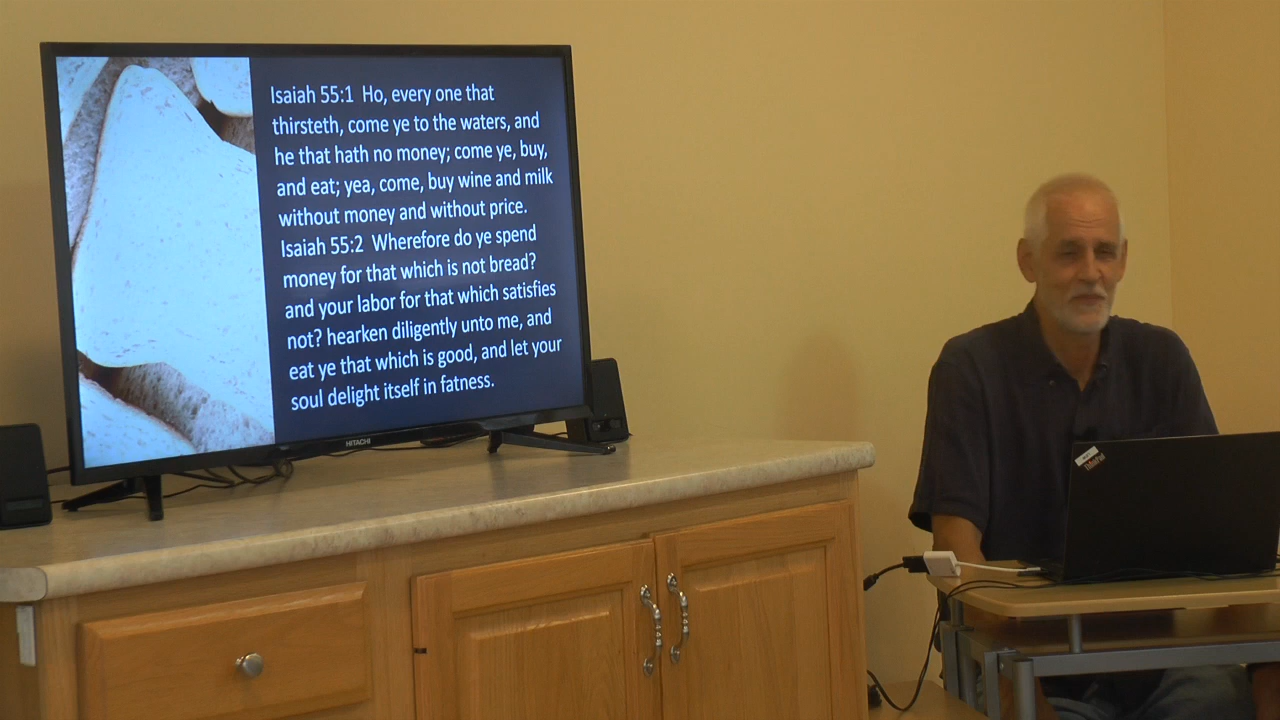 Isaiah 55:1 Ho, every one that
thirsteth, come ye to the waters, and
he that hath no money; come ye, buy,
and eat; yea, come, buy wine and milk
without money and without price.
Isaiah 55:2 Wherefore do ye spend
money for that which is not bread?
and your labor for that which satisfies
not? hearken diligently unto me, and
eat ye that which is good, and let your
soul delight itself in fatness.
HITACHI
ThinkPad